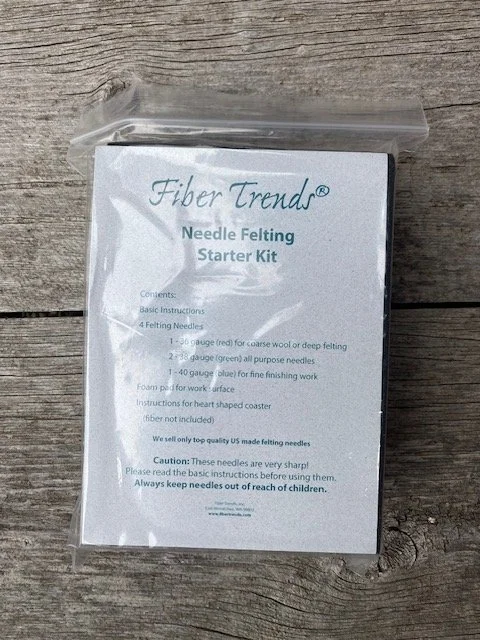 Fiber Trends®
Needle Felting
Starter Kit
Contents:
Basic Instructions
4 Felting Needles
1 - 36 gauge (red) for coarse wool or deep felting
2 - 38 gauge (green) all purpose needles
1 - 40 gauge (blue) for fine finishing work
Foam pad for work surface
Instructions for heart shaped coaster
(fiber not included)
We sell only top quality US made felting needles
Caution: These needles are very sharp!
Please read the basic instructions before using them.
Always keep needles out of reach of children.
Fiber Trends, Inc.
www.fibertrends.com